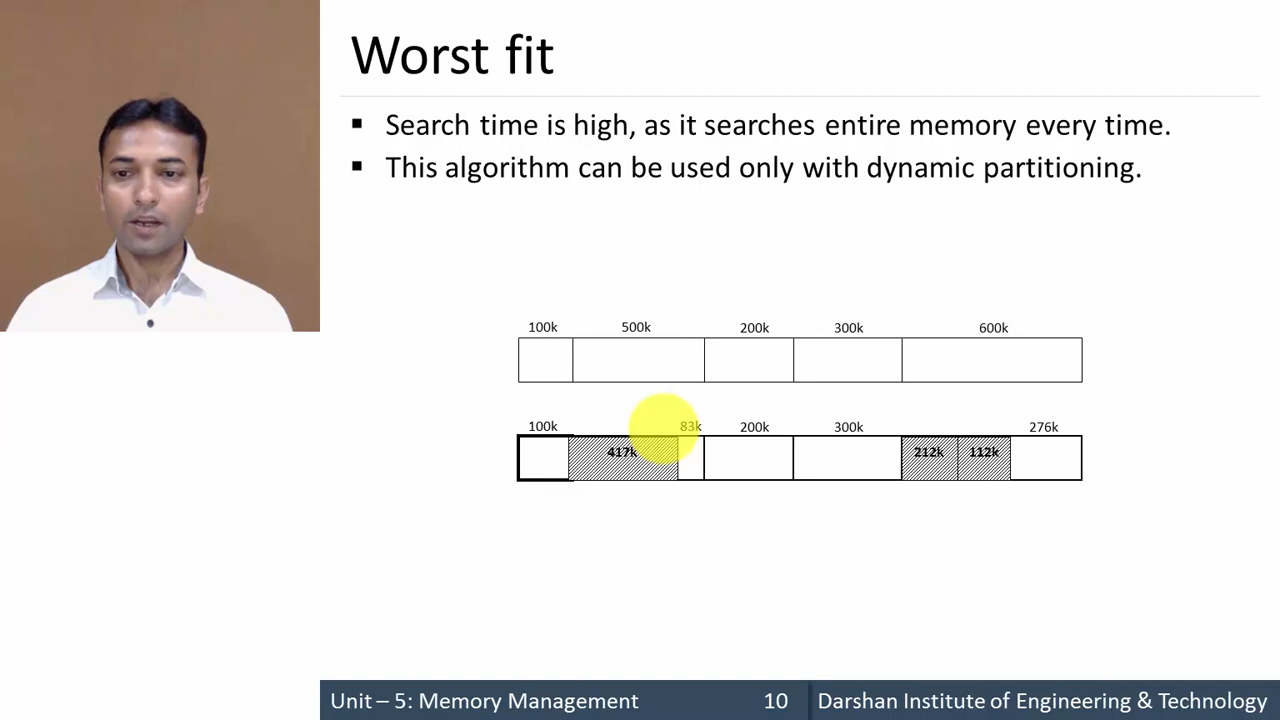 Worst fit
▪ Search time is high, as it searches entire memory every time.
▪ This algorithm can be used only with dynamic partitioning.
100k 500k 200k 300k 600k
100k 83k 200k 300k 276k
417k 212k 112k
Unit – 5: Memory Management 10 Darshan Institute of Engineering & Technology